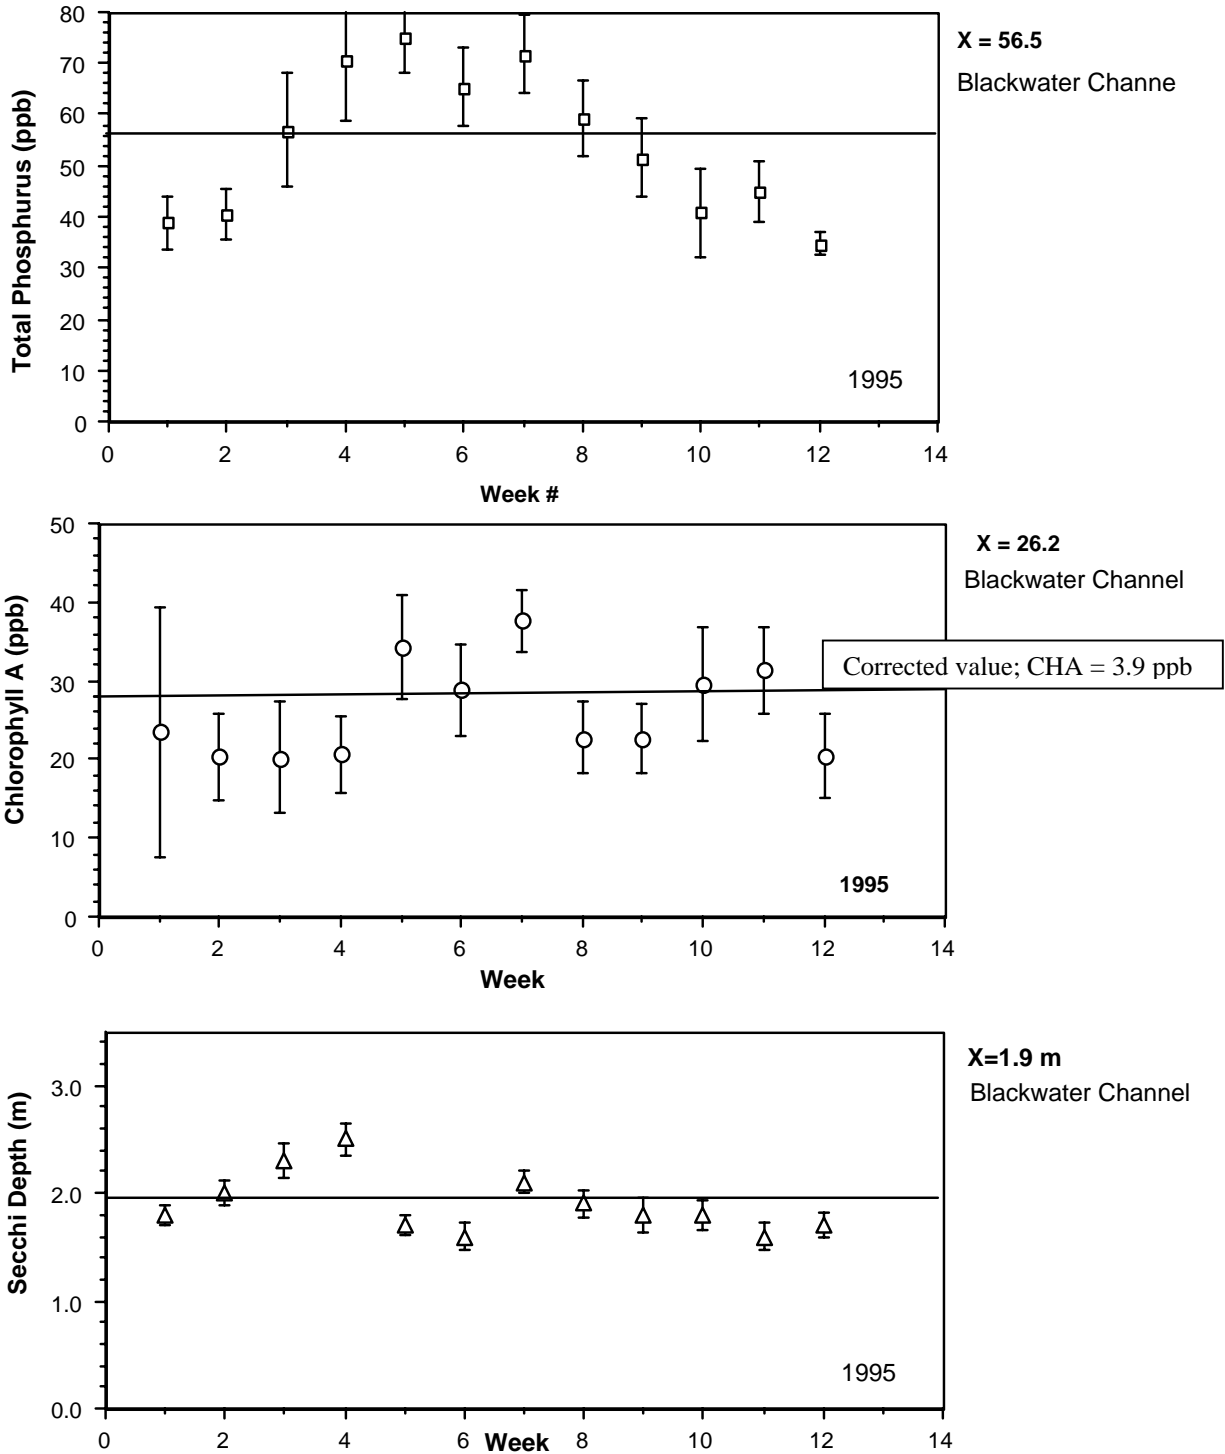 80
70
60
50
40
30
20
10
0
Total Phosphurus (ppb)
X = 56.5
Blackwater Channe
1995
0 2 4 6 8 10 12 14
Week #
50
40
30
20
10
0
Chlorophyll A (ppb)
X = 26.2
Blackwater Channel
Corrected value; CHA = 3.9 ppb
1995
0 2 4 6 8 10 12 14
Week
3.0
2.0
1.0
0.0
Secchi Depth (m)
X=1.9 m
Blackwater Channel
1995
0 2 4 6 8 10 12 14
Week